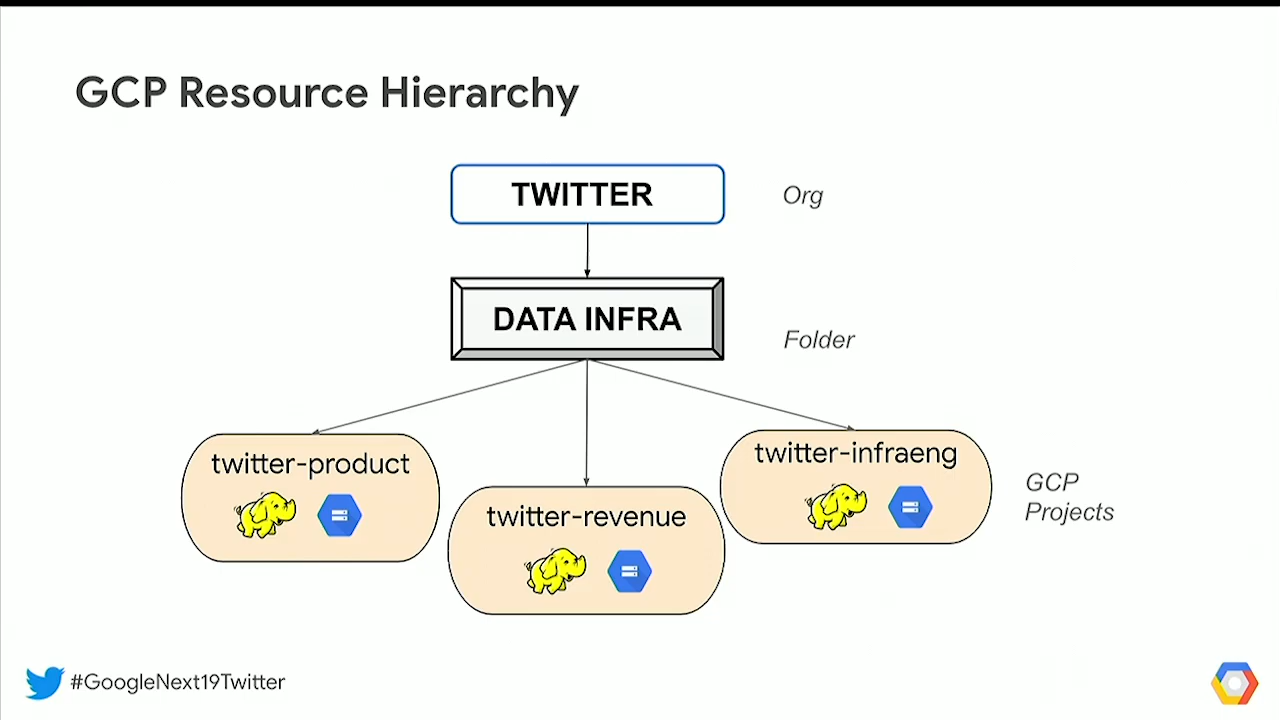 GCP Resource Hierarchy
TWITTER
Org
DATA INFRA
Folder
twitter-product
twitter-revenue
twitter-infraeng
GCP
Projects
#GoogleNext19Twitter